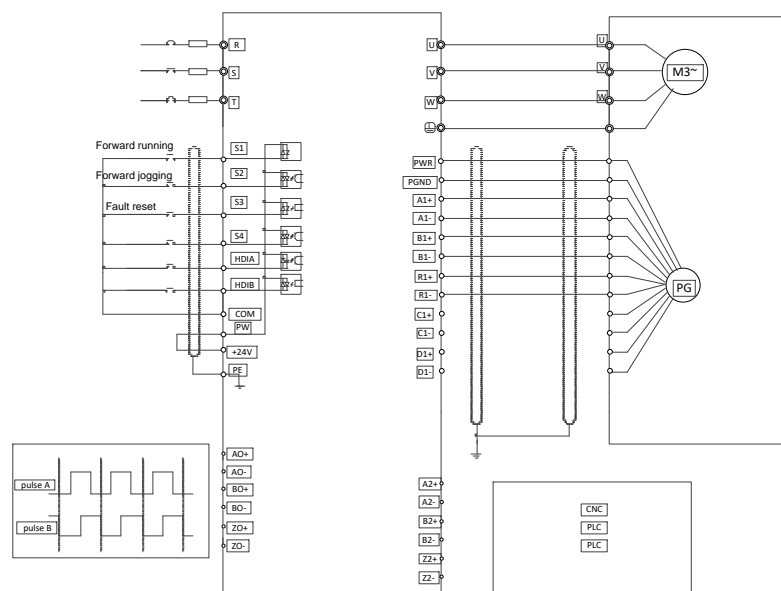 R
S
T
U
V
W
U
V
W
M3~
Forward running
Forward jogging
Fault reset
S1
S2
S3
S4
HDIA
HDIB
COM
PW
+24V
PE
PWR
PGND
A1+
A1-
B1+
B1-
R1+
R1-
C1+
C1-
D1+
D1-
PG
pulse A
pulse B
AO+
AO-
BO+
BO-
ZO+
ZO-
A2+
A2-
B2+
B2-
Z2+
Z2-
CNC
PLC
PLC